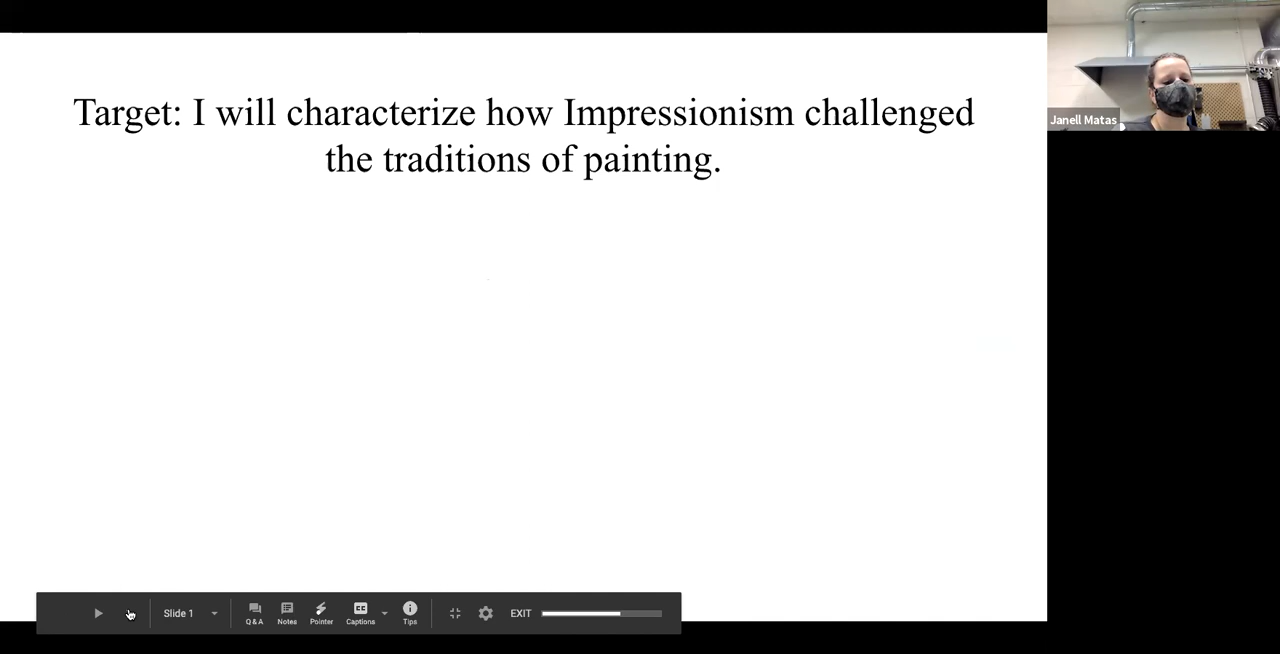 Target: I will characterize how Impressionism challenged
the traditions of painting.
Janell Matas
Slide 1
Q & A
Notes
Pointer
CC
Captions
Tips
EXIT